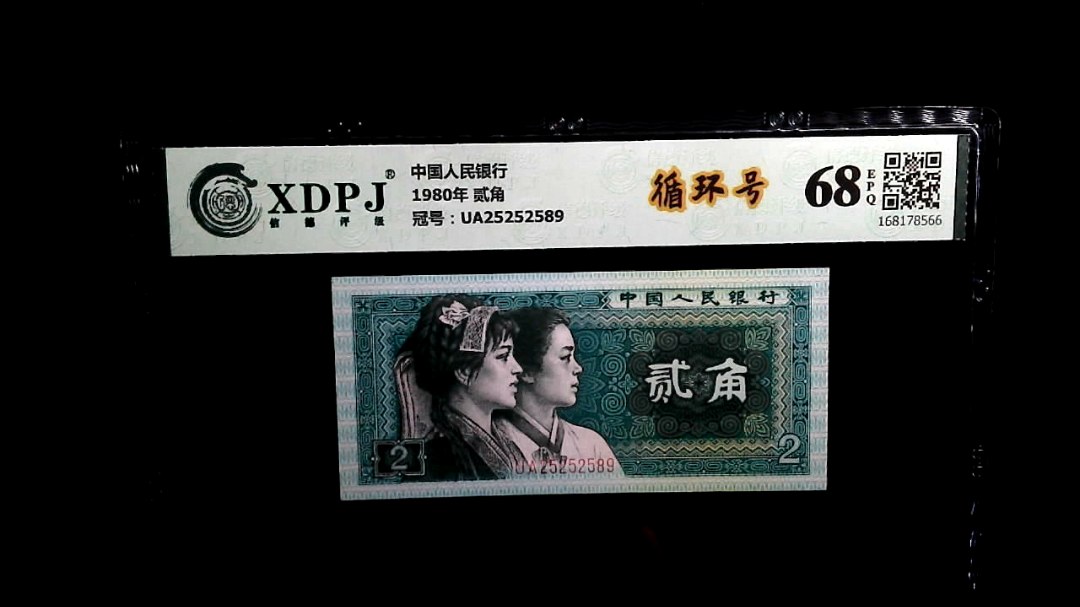 XDPJ®
信德评级
中国人民银行
1980年 贰角
冠号：UA25252589
循环号
68
EPQ
168178566
中国人民银行
贰角
2
2
UA25252589